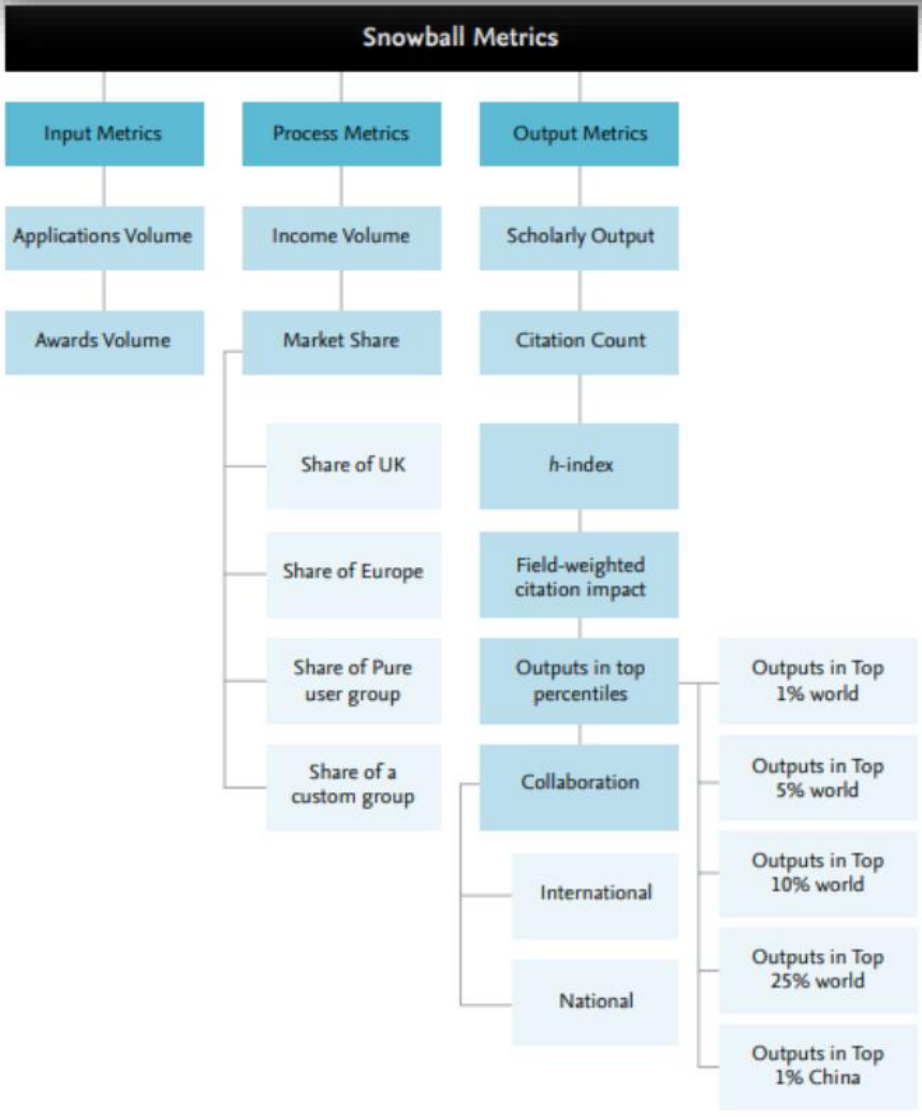 Snowball Metrics
Input Metrics
Process Metrics
Output Metrics
Applications Volume
Income Volume
Scholarly Output
Awards Volume
Market Share
Citation Count
Share of UK
h-index
Share of Europe
Field-weighted
citation impact
Share of Pure
user group
Outputs in top
percentiles
Outputs in Top
1% world
Share of a
custom group
Collaboration
Outputs in Top
5% world
International
Outputs in Top
10% world
National
Outputs in Top
25% world
Outputs in Top
1% China